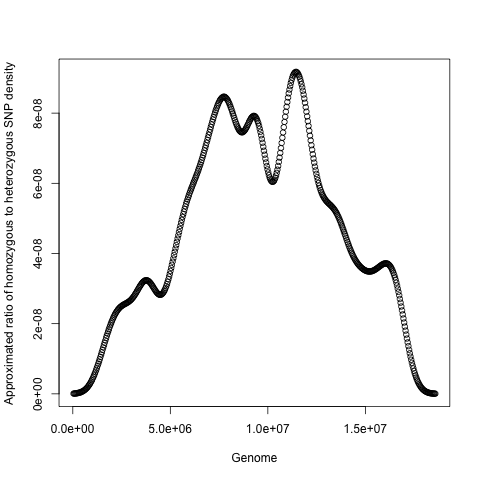 Approximated ratio of homozygous to heterozygous SNP density
8e-08
6e-08
4e-08
2e-08
0e+00
0.0e+00 5.0e+06 1.0e+07 1.5e+07
Genome